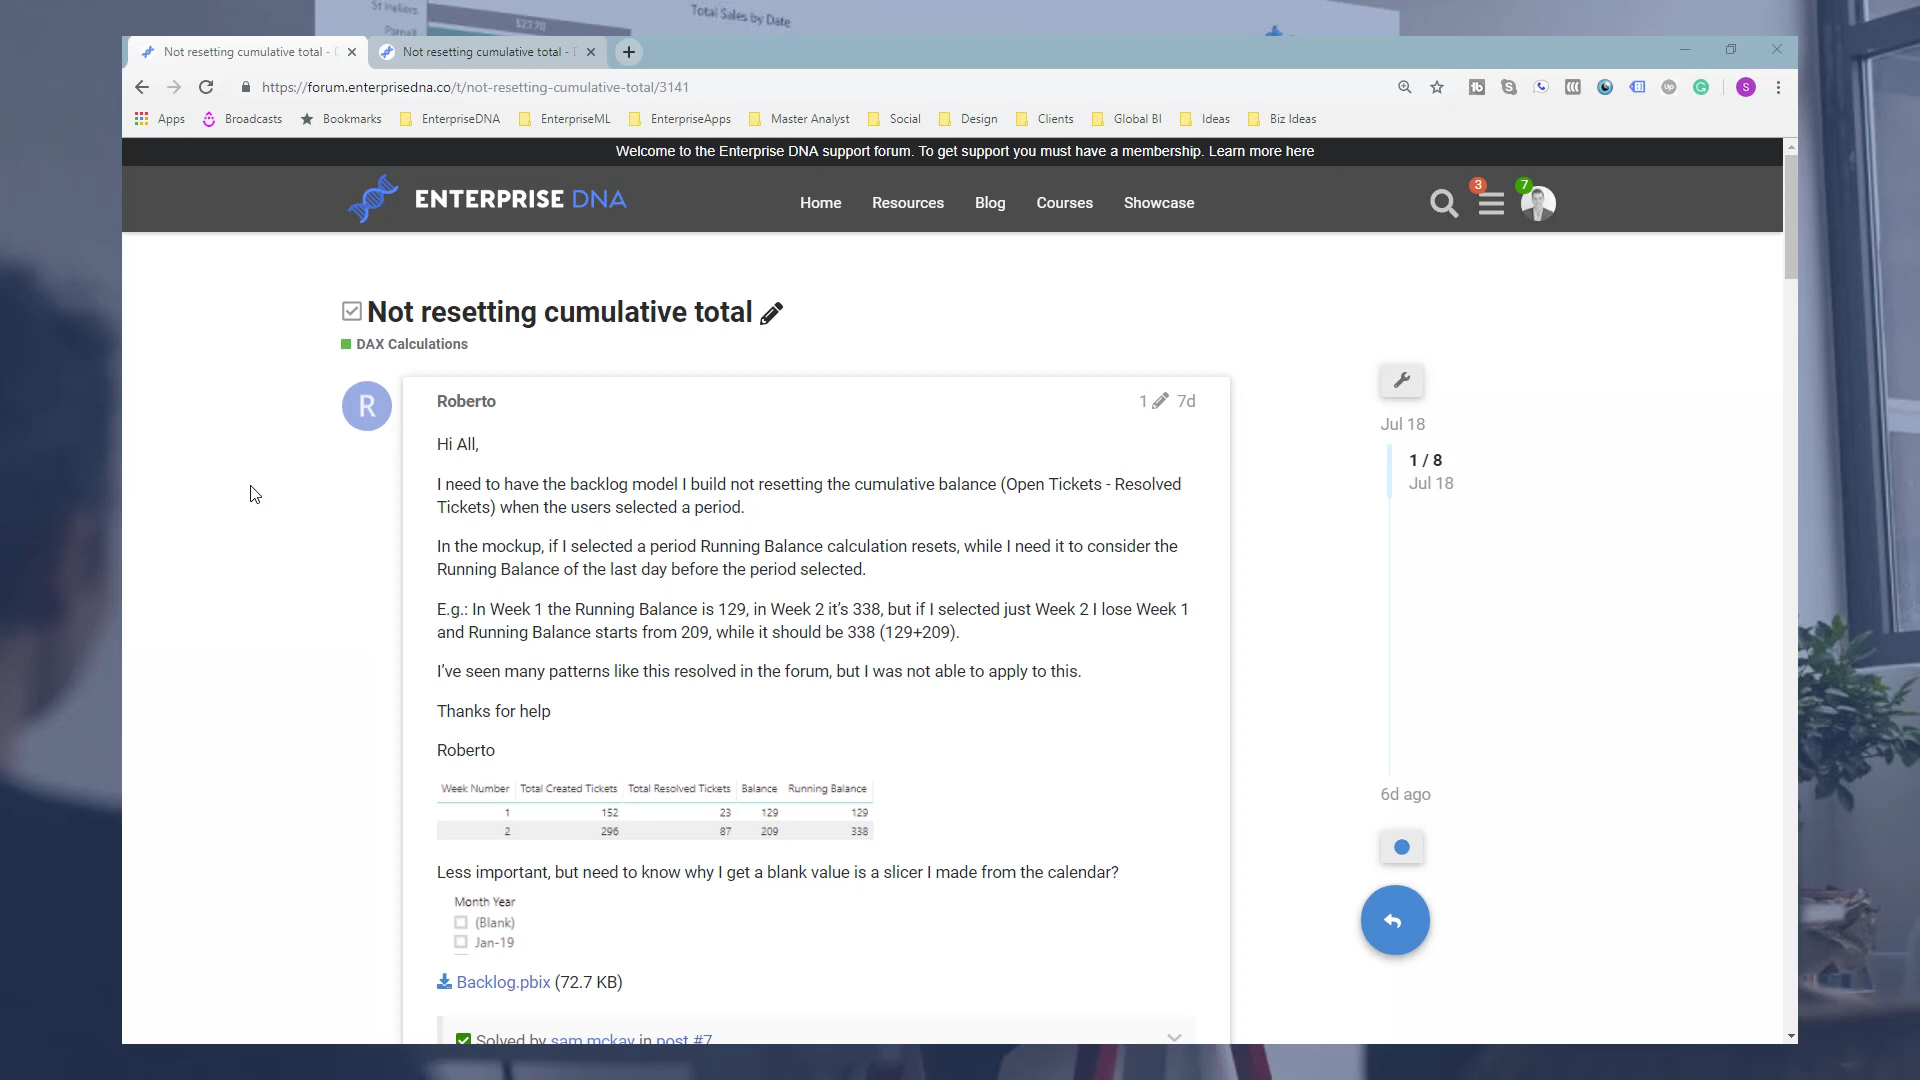 St Heliers
Parnell
$27.70
Total Sales by Date
Not resetting cumulative total -
Not resetting cumulative total -
https://forum.enterprisedna.co/t/not-resetting-cumulative-total/3141
S
Apps
Broadcasts
Bookmarks
EnterpriseDNA
EnterpriseML
EnterpriseApps
Master Analyst
Social
Design
Clients
Global BI
Ideas
Biz Ideas
Welcome to the Enterprise DNA support forum. To get support you must have a membership. Learn more here
ENTERPRISE DNA
Home
Resources
Blog
Courses
Showcase
3
7
Not resetting cumulative total
DAX Calculations
R
Roberto
1
7d
Hi All,
I need to have the backlog model I build not resetting the cumulative balance (Open Tickets - Resolved
Tickets) when the users selected a period.
In the mockup, if I selected a period Running Balance calculation resets, while I need it to consider the
Running Balance of the last day before the period selected.
E.g.: In Week 1 the Running Balance is 129, in Week 2 it's 338, but if I selected just Week 2 I lose Week 1
and Running Balance starts from 209, while it should be 338 (129+209).
I've seen many patterns like this resolved in the forum, but I was not able to apply to this.
Thanks for help
Roberto
Week Number Total Created Tickets Total Resolved Tickets Balance Running Balance
1 152 23 129 129
2 296 87 209 338
Less important, but need to know why I get a blank value is a slicer I made from the calendar?
Month Year
(Blank)
Jan-19
Backlog.pbix (72.7 KB)
Solved by sam mckay in post #7
Jul 18
1 / 8
Jul 18
6d ago